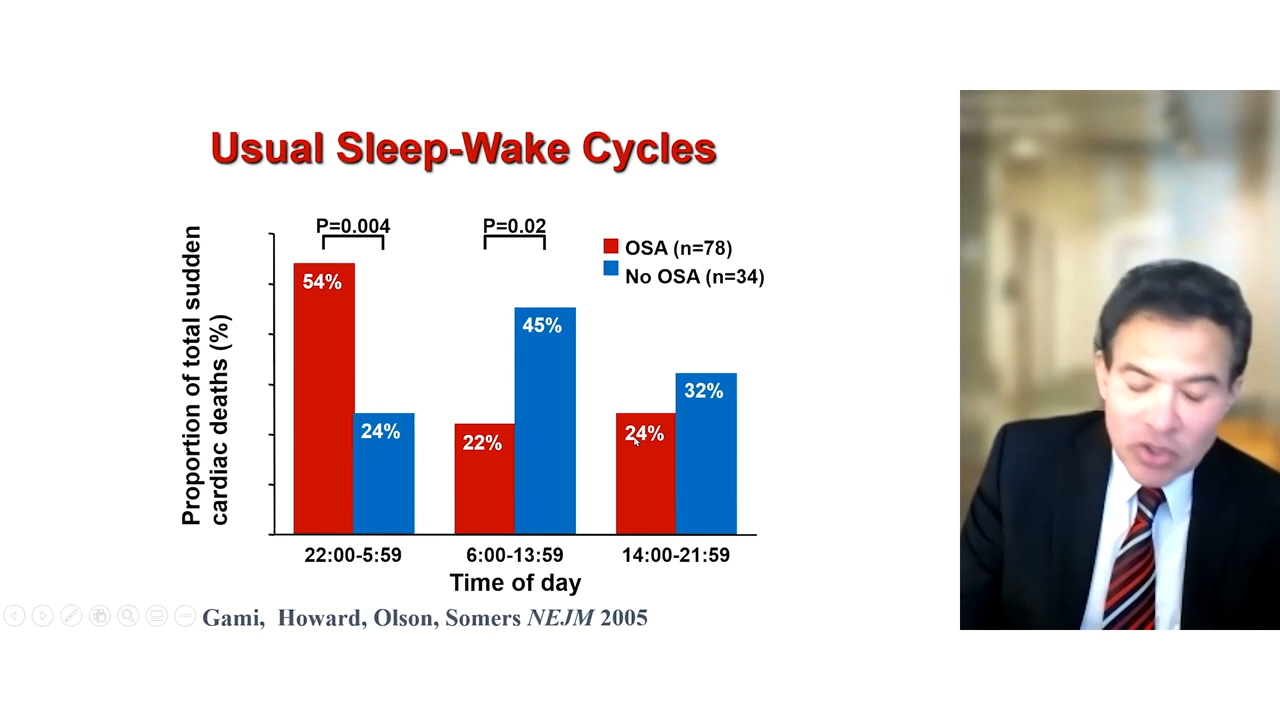 Usual Sleep-Wake Cycles
Proportion of total sudden
cardiac deaths (%)
P=0.004
P=0.02
OSA (n=78)
No OSA (n=34)
54%
24%
22%
45%
24%
32%
22:00-5:59
6:00-13:59
14:00-21:59
Time of day
Gami, Howard, Olson, Somers NEJM 2005